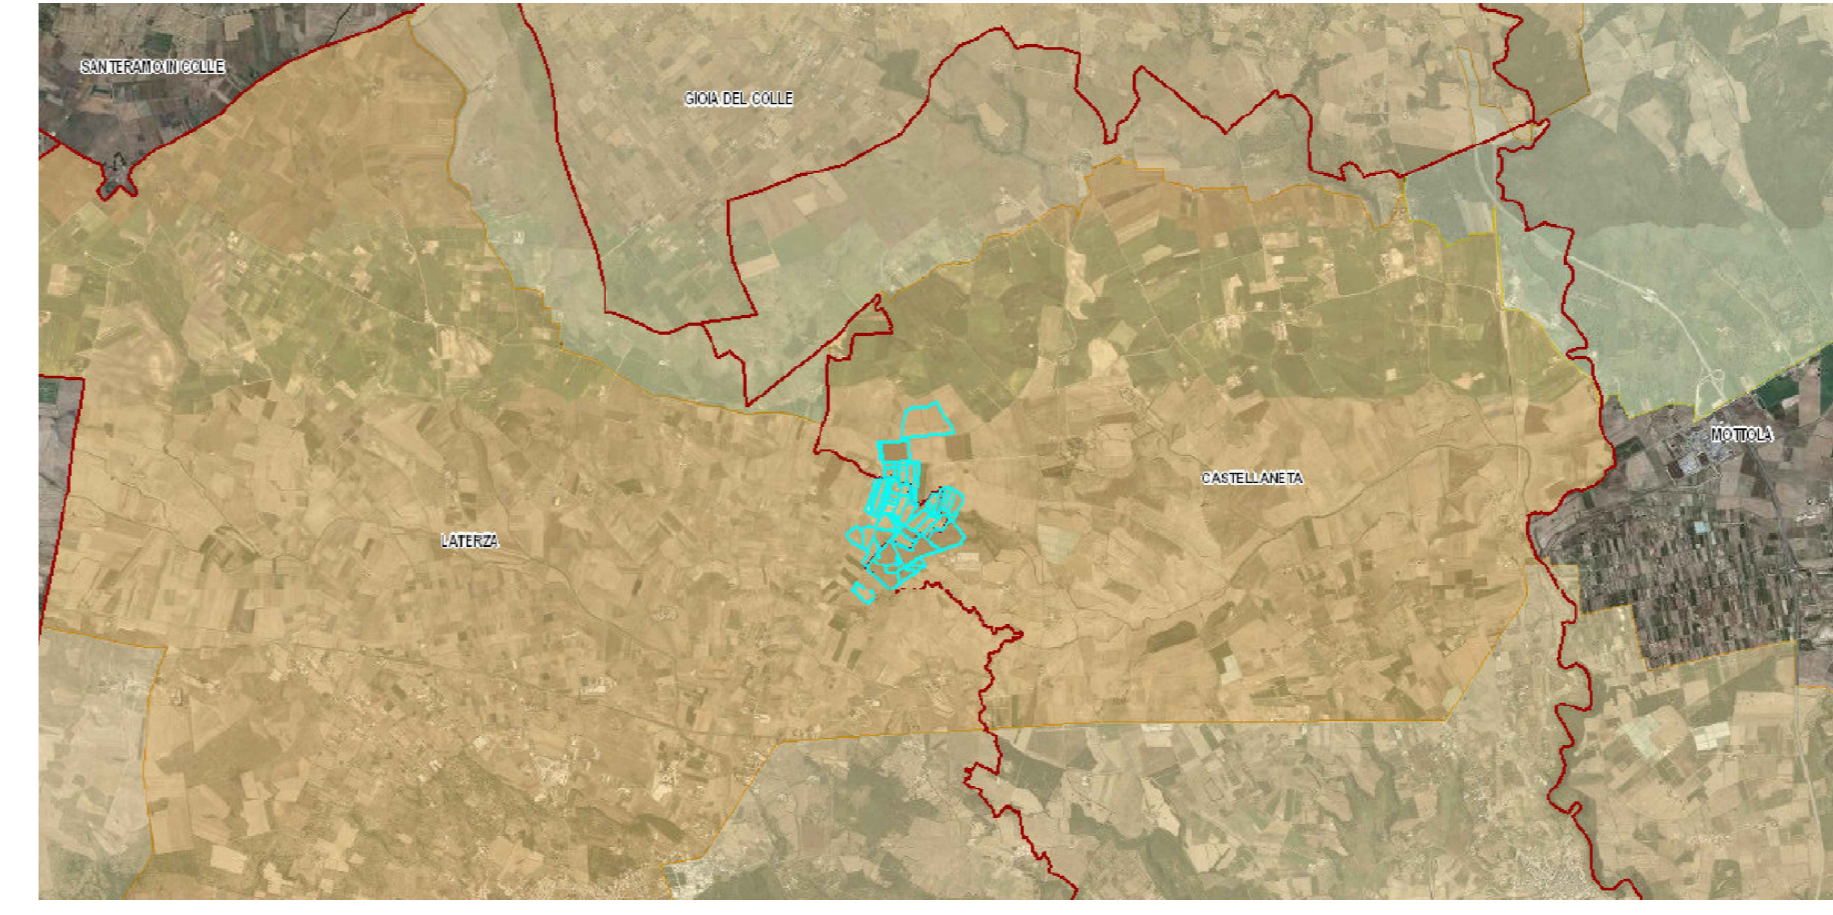 SANTERAMO IN COLLE
GIOIA DEL COLLE
MOTTOLA
CASTELLANETA
LATERZA